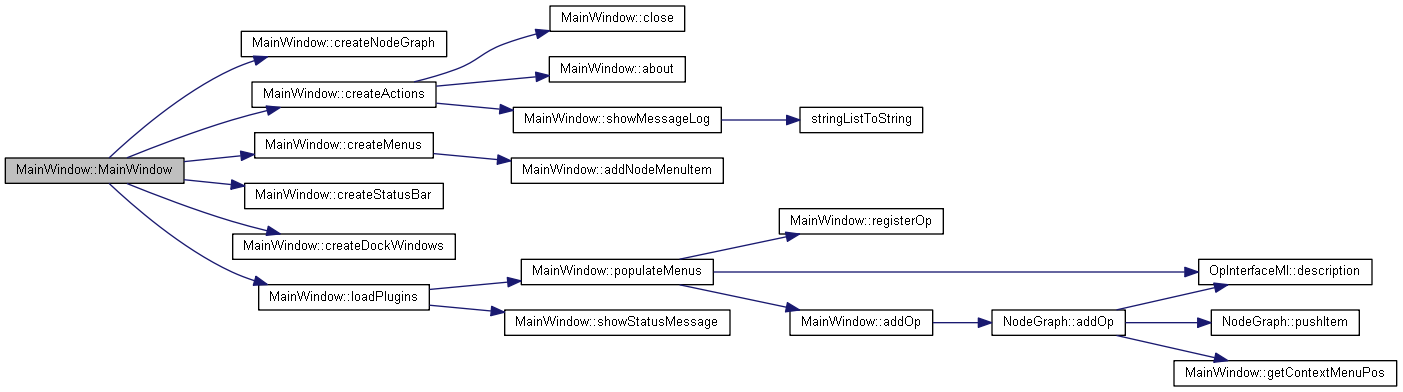 MainWindow::close
MainWindow::createNodeGraph
MainWindow::about
MainWindow::createActions
MainWindow::showMessageLog
stringListToString
MainWindow::createMenus
MainWindow::MainWindow
MainWindow::addNodeMenuItem
MainWindow::createStatusBar
MainWindow::registerOp
MainWindow::createDockWindows
MainWindow::populateMenus
OpInterfaceMI::description
MainWindow::loadPlugins
MainWindow::showStatusMessage
MainWindow::addOp
NodeGraph::addOp
NodeGraph::pushItem
MainWindow::getContextMenuPos